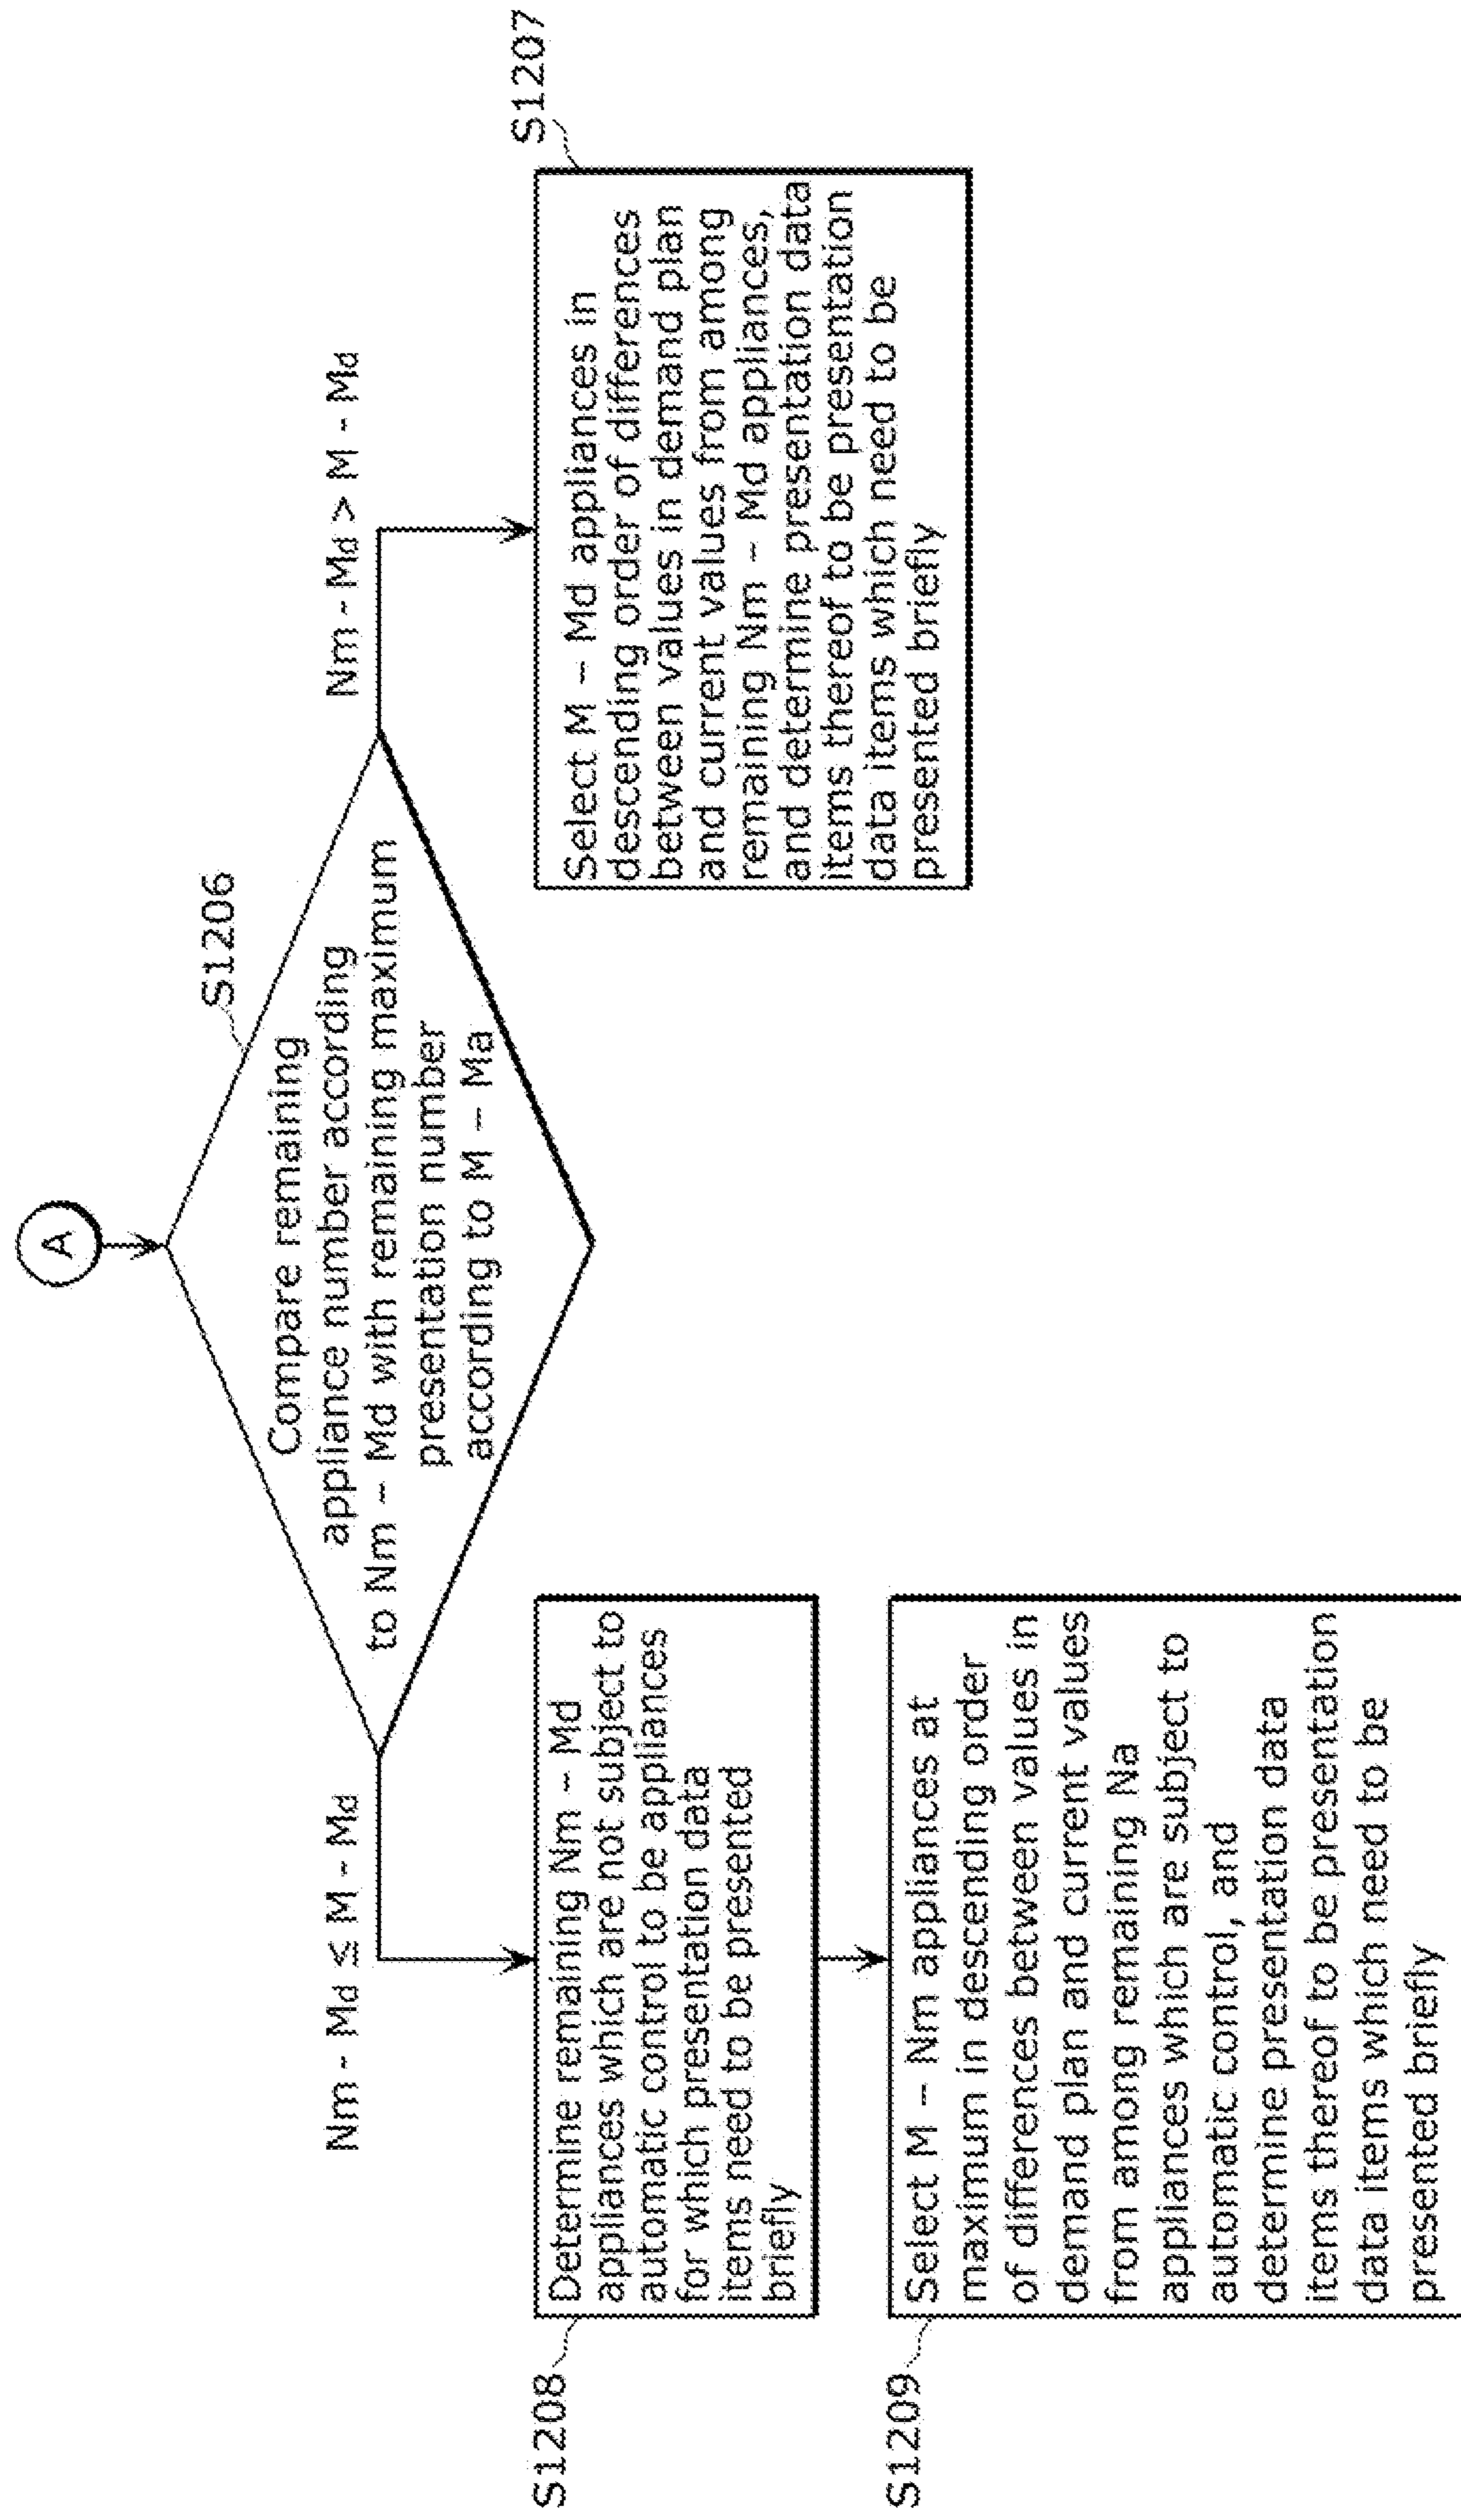 A
S1206
Compare remaining
appliance number according
to Nm – Md with remaining maximum
presentation number
according to M – Ma
Nm - Md ≤ M - Md
Nm - Md > M - Md
S1208
Determine remaining Nm – Md
appliances which are not subject to
automatic control to be appliances
for which presentation data
items need to be presented
briefly
S1207
Select M – Md appliances in
descending order of differences
between values in demand plan
and current values from among
remaining Nm – Md appliances,
and determine presentation data
items thereof to be presentation
data items which need to be
presented briefly
S1209
Select M – Nm appliances at
maximum in descending order
of differences between values in
demand plan and current values
from among remaining Na
appliances which are subject to
automatic control, and
determine presentation data
items thereof to be presentation
data items which need to be
presented briefly